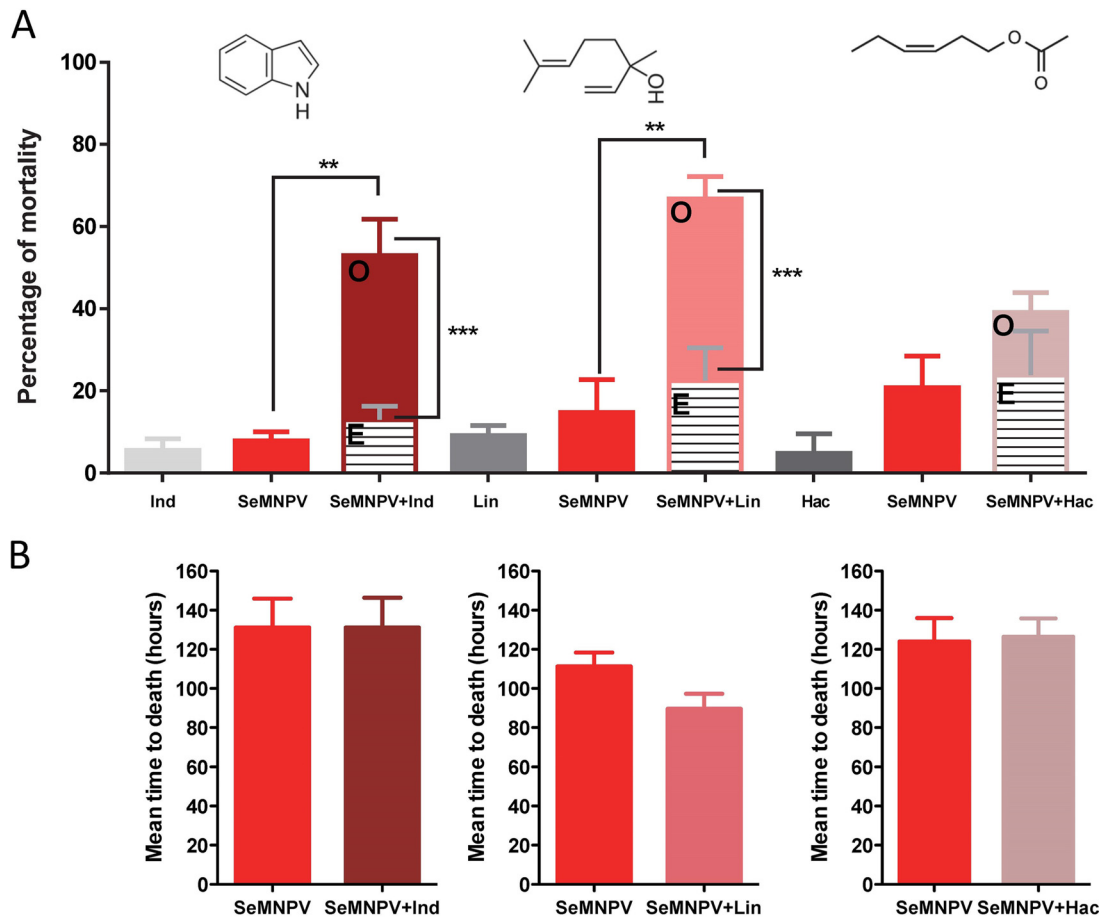 A
Percentage of mortality
100
80
60
40
20
0
N
H
OH
O
O
**
***
**
***
O
E
O
E
O
E
Ind
SeMNPV
SeMNPV+Ind
Lin
SeMNPV
SeMNPV+Lin
Hac
SeMNPV
SeMNPV+Hac
B
Mean time to death (hours)
160
140
120
100
80
60
40
20
0
SeMNPV
SeMNPV+Ind
Mean time to death (hours)
160
140
120
100
80
60
40
20
0
SeMNPV
SeMNPV+Lin
Mean time to death (hours)
160
140
120
100
80
60
40
20
0
SeMNPV
SeMNPV+Hac